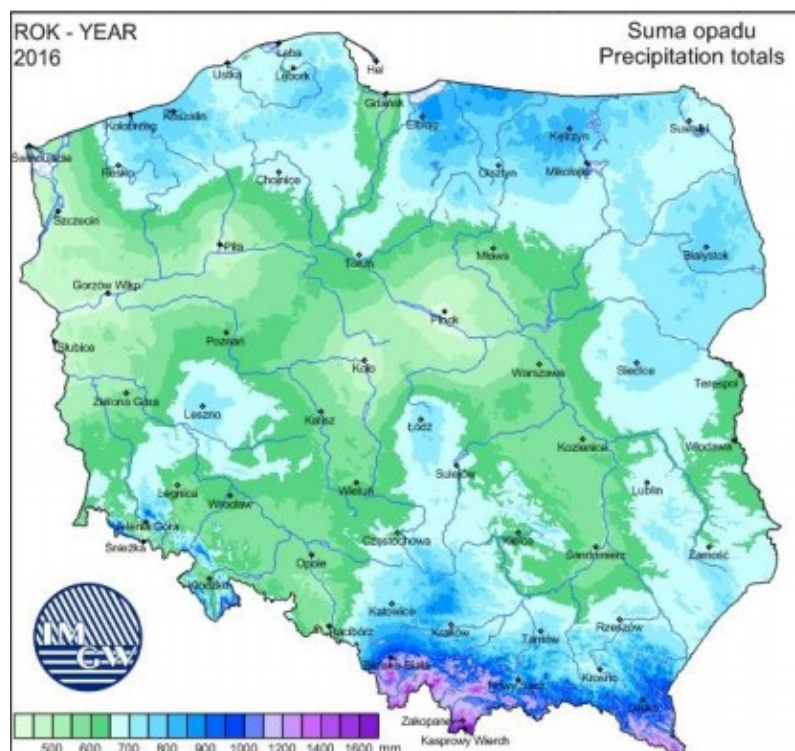 ROK - YEAR
2016
Suma opadu
Precipitation totals
Łeba
Ustka
Lębork
Hel
Gdańsk
Kołobrzeg
Koszalin
Elbląg
Kętrzyn
Suwałki
Świnoujście
Resko
Chojnice
Olsztyn
Mikołajki
Szczecin
Piła
Toruń
Mława
Białystok
Gorzów Wlkp
Płock
Słubice
Poznań
Koło
Warszawa
Siedlce
Terespol
Zielona Góra
Leszno
Kalisz
Łódź
Kozienice
Włodawa
Legnica
Wrocław
Wieluń
Sulejów
Lublin
Jelenia Góra
Śnieżka
Częstochowa
Kielce
Sandomierz
Zamość
Opole
Kłodzko
Katowice
Racibórz
Kraków
Tarnów
Rzeszów
Bielsko Biała
Nowy Sącz
Krosno
Lesko
Zakopane
Kasprowy Wierch
IM
GW
500 600 700 800 900 1000 1200 1400 1600 mm